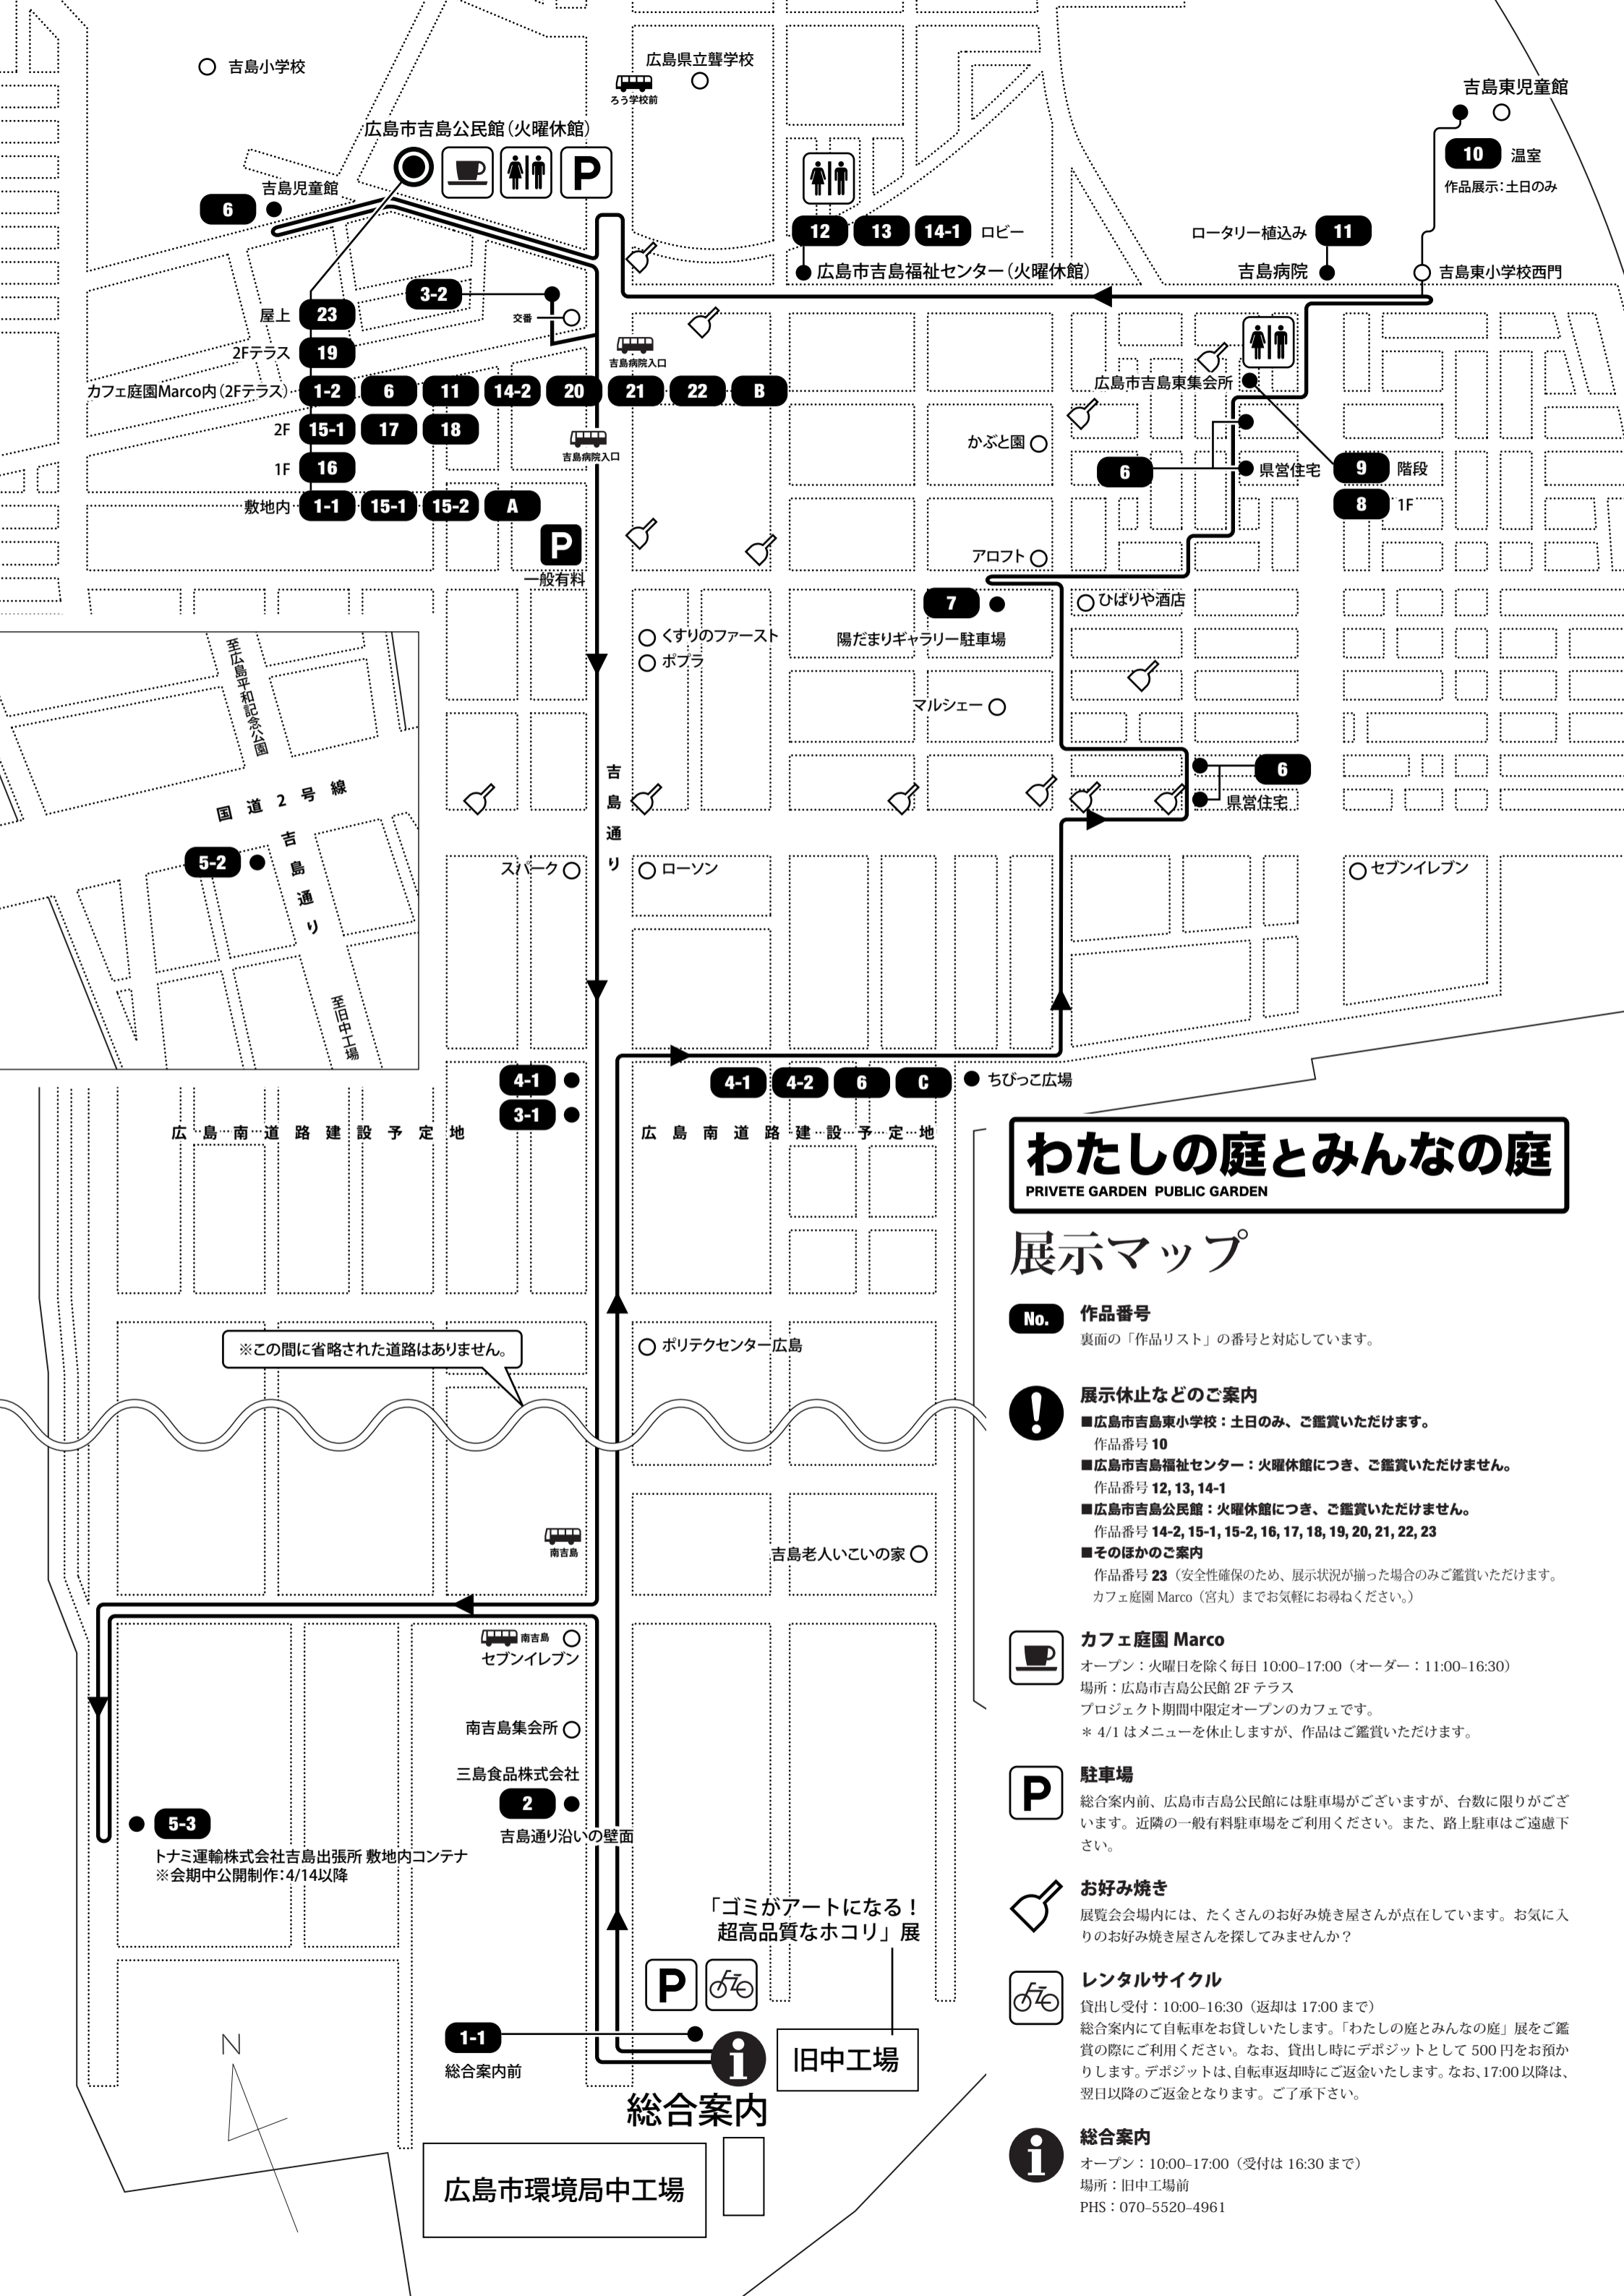 吉島小学校
広島県立聾学校
ろう学校前
吉島東児童館
10 温室
作品展示：土日のみ
広島市吉島公民館（火曜休館）
P
吉島児童館
6
12 13 14-1 ロビー
広島市吉島福祉センター（火曜休館）
ロータリー植込み 11
吉島病院
吉島東小学校西門
3-2
交番
屋上 23
2Fテラス 19
吉島病院入口
カフェ庭園Marco内（2Fテラス） 1-2 6 11 14-2 20 21 22 B
2F 15-1 17 18
吉島病院入口
1F 16
敷地内 1-1 15-1 15-2 A
P
一般有料
広島市吉島東集会所
かぶと園
6
県営住宅
9 階段
8 1F
アロフト
7
ひばりや酒店
陽だまりギャラリー駐車場
くすりのファースト
ポプラ
マルシェー
6
県営住宅
吉島通り
スパーク
ローソン
セブンイレブン
至広島平和記念公園
国道2号線
5-2
吉島通り
至旧中工場
4-1
3-1
4-1 4-2 6 C
ちびっこ広場
広島南道路建設予定地
広島南道路建設予定地
※この間に省略された道路はありません。
ポリテクセンター広島
南吉島
吉島老人いこいの家
南吉島
セブンイレブン
南吉島集会所
三島食品株式会社
2
吉島通り沿いの壁面
5-3
トナミ運輸株式会社吉島出張所 敷地内コンテナ
※会期中公開制作：4/14以降
「ゴミがアートになる！
超高品質なホコリ」展
P
1-1
総合案内前
i
旧中工場
総合案内
N
広島市環境局中工場
わたしの庭とみんなの庭
PRIVETE GARDEN PUBLIC GARDEN
展示マップ
No.
作品番号
裏面の「作品リスト」の番号と対応しています。
!
展示休止などのご案内
■広島市吉島東小学校：土日のみ、ご鑑賞いただけます。
作品番号 10
■広島市吉島福祉センター：火曜休館につき、ご鑑賞いただけません。
作品番号 12, 13, 14-1
■広島市吉島公民館：火曜休館につき、ご鑑賞いただけません。
作品番号 14-2, 15-1, 15-2, 16, 17, 18, 19, 20, 21, 22, 23
■そのほかのご案内
作品番号 23（安全性確保のため、展示状況が揃った場合のみご鑑賞いただけます。
カフェ庭園 Marco（宮丸）までお気軽にお尋ねください。）
カフェ庭園 Marco
オープン：火曜日を除く毎日 10:00–17:00（オーダー：11:00–16:30）
場所：広島市吉島公民館 2F テラス
プロジェクト期間中限定オープンのカフェです。
＊ 4/1 はメニューを休止しますが、作品はご鑑賞いただけます。
P
駐車場
総合案内前、広島市吉島公民館には駐車場がございますが、台数に限りがござ
います。近隣の一般有料駐車場をご利用ください。また、路上駐車はご遠慮下
さい。
お好み焼き
展覧会会場内には、たくさんのお好み焼き屋さんが点在しています。お気に入
りのお好み焼き屋さんを探してみませんか？
レンタルサイクル
貸出し受付：10:00–16:30（返却は 17:00 まで）
総合案内にて自転車をお貸しいたします。「わたしの庭とみんなの庭」展をご鑑
賞の際にご利用ください。なお、貸出し時にデポジットとして 500 円をお預か
りします。デポジットは、自転車返却時にご返金いたします。なお、17:00 以降は、
翌日以降のご返金となります。ご了承下さい。
i
総合案内
オープン：10:00–17:00（受付は 16:30 まで）
場所：旧中工場前
PHS：070–5520–4961